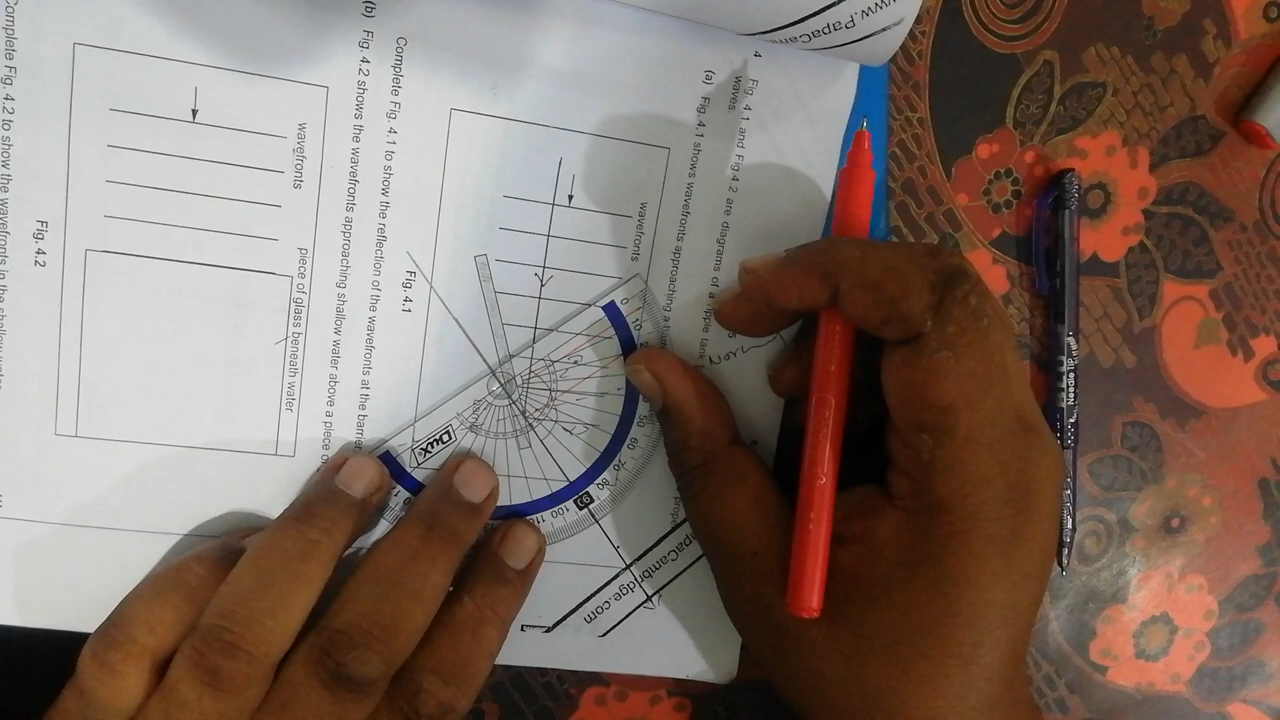 www.PapaCam
4 Fig. 4.1 and Fig 4.2 are diagrams of a ripple tank
waves.
(a) Fig. 4.1 shows wavefronts approaching a
Normal
wavefronts
Fig. 4.1
Complete Fig. 4.1 to show the reflection of the wavefronts at the barrier
(b) Fig. 4.2 shows the wavefronts approaching shallow water above a piece of
wavefronts
piece of glass beneath water
Fig. 4.2
Complete Fig. 4.2 to show the wavefronts in the shallow water
apaCambridge.com
0 10 50 60 70 80 90 100 110
Dux
Needle Tip